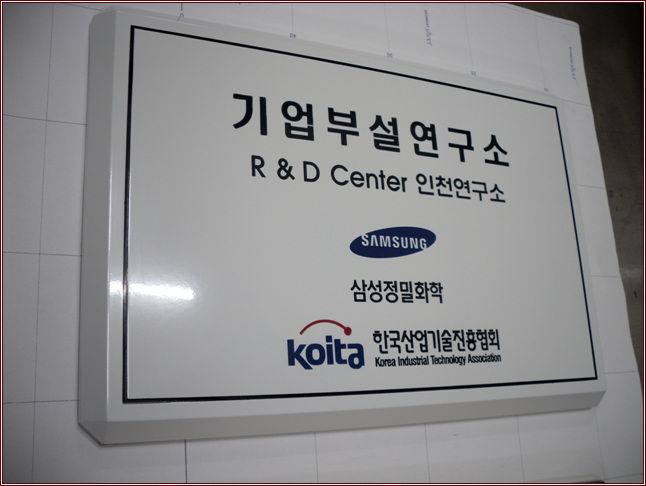 기업부설연구소
R & D Center 인천연구소
SAMSUNG
삼성정밀화학
koita 한국산업기술진흥협회
Korea Industrial Technology Association